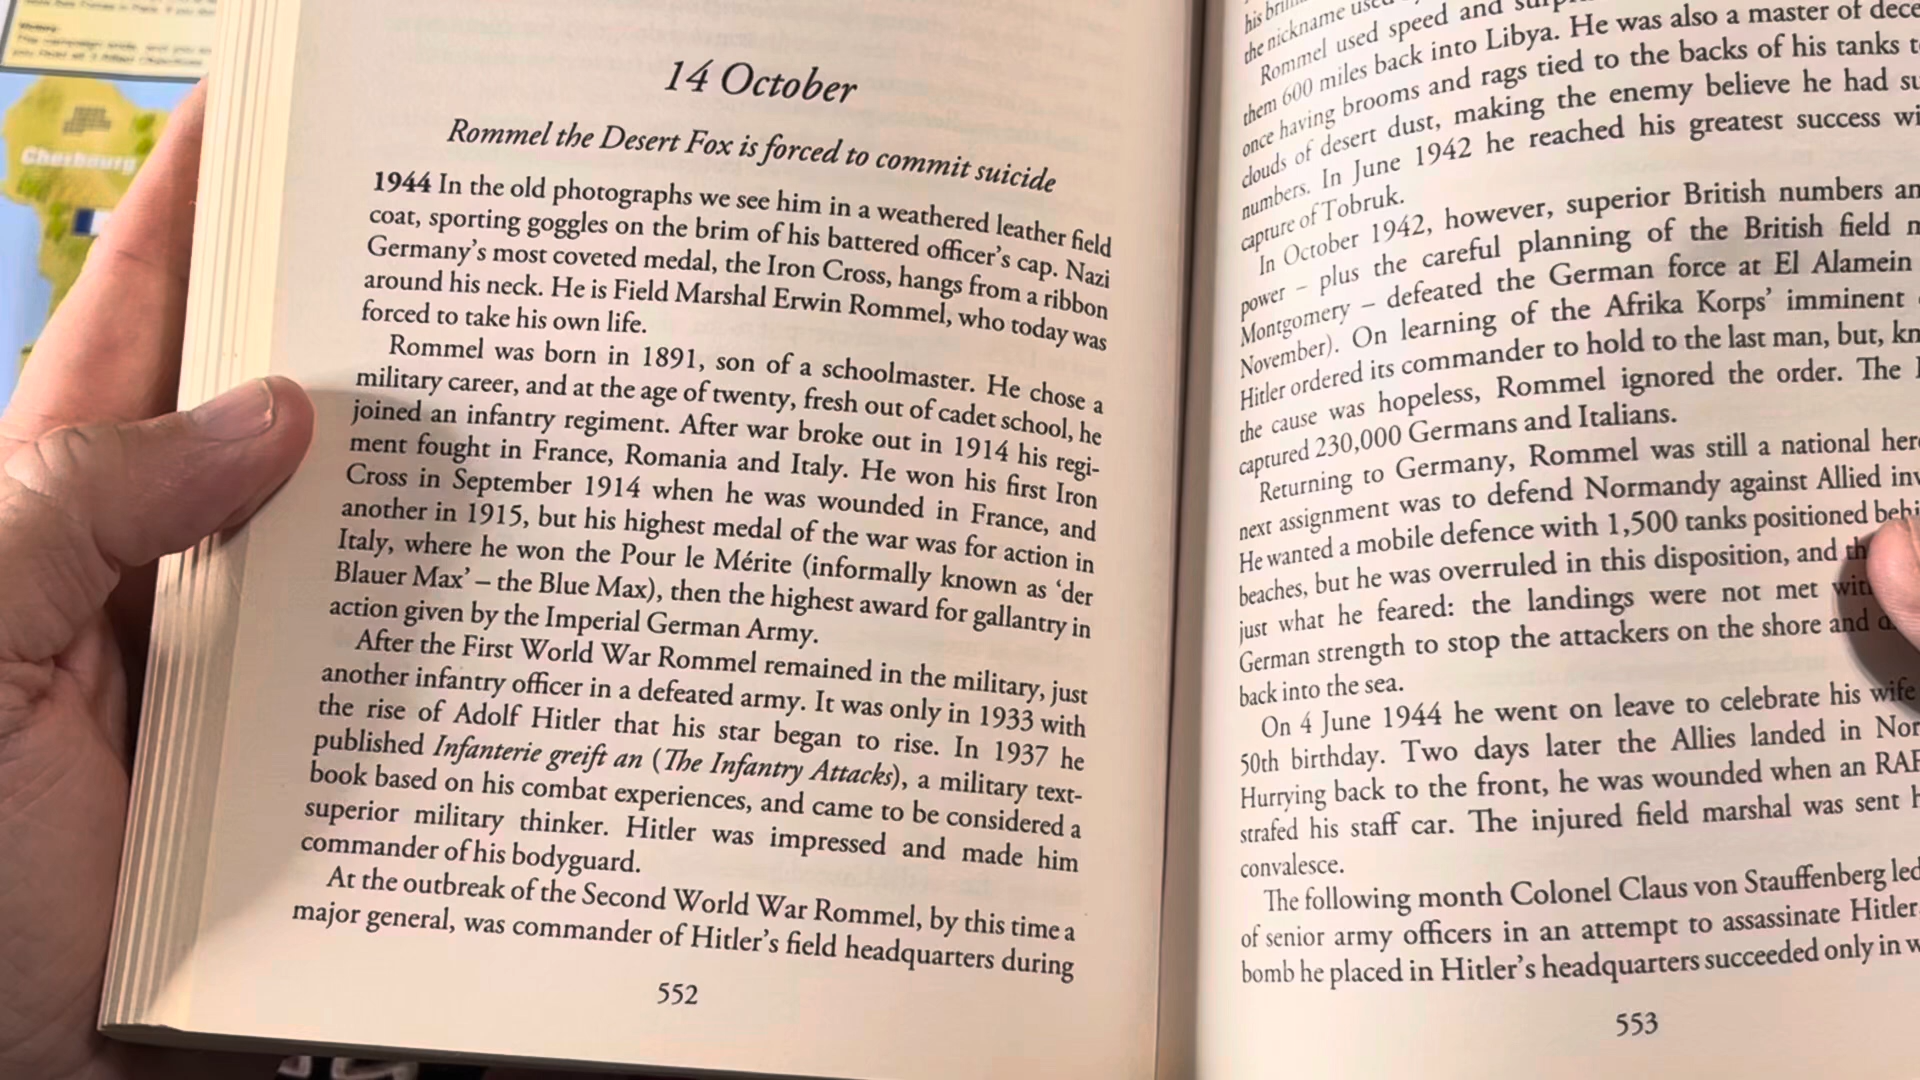 Cherbourg
14 October
Rommel the Desert Fox is forced to commit suicide
1944 In the old photographs we see him in a weathered leather field
coat, sporting goggles on the brim of his battered officer's cap. Nazi
Germany's most coveted medal, the Iron Cross, hangs from a ribbon
around his neck. He is Field Marshal Erwin Rommel, who today was
forced to take his own life.
Rommel was born in 1891, son of a schoolmaster. He chose a
military career, and at the age of twenty, fresh out of cadet school, he
joined an infantry regiment. After war broke out in 1914 his regi-
ment fought in France, Romania and Italy. He won his first Iron
Cross in September 1914 when he was wounded in France, and
another in 1915, but his highest medal of the war was for action in
Italy, where he won the Pour le Mérite (informally known as 'der
Blauer Max' – the Blue Max), then the highest award for gallantry in
action given by the Imperial German Army.
After the First World War Rommel remained in the military, just
another infantry officer in a defeated army. It was only in 1933 with
the rise of Adolf Hitler that his star began to rise. In 1937 he
published Infanterie greift an (The Infantry Attacks), a military text-
book based on his combat experiences, and came to be considered a
superior military thinker. Hitler was impressed and made him
commander of his bodyguard.
At the outbreak of the Second World War Rommel, by this time a
major general, was commander of Hitler's field headquarters during
552
his
the nickname used
Rommel used speed and
them 600 miles back into Libya. He was also a master of
once having brooms and rags tied to the backs of his tanks
clouds of desert dust, making the enemy believe he had
numbers. In June 1942 he reached his greatest success
capture of Tobruk.
In October 1942, however, superior British numbers
power – plus the careful planning of the British field
Montgomery – defeated the German force at El Alamein
November). On learning of the Afrika Korps' imminent
Hitler ordered its commander to hold to the last man, but,
the cause was hopeless, Rommel ignored the order. The
captured 230,000 Germans and Italians.
Returning to Germany, Rommel was still a national
next assignment was to defend Normandy against Allied
He wanted a mobile defence with 1,500 tanks positioned
beaches, but he was overruled in this disposition, and
just what he feared: the landings were not met
German strength to stop the attackers on the shore and
back into the sea.
On 4 June 1944 he went on leave to celebrate his wife
50th birthday. Two days later the Allies landed in
Hurrying back to the front, he was wounded when an RAF
strafed his staff car. The injured field marshal was sent
convalesce.
The following month Colonel Claus von Stauffenberg led
of senior army officers in an attempt to assassinate Hitler
bomb he placed in Hitler's headquarters succeeded only in
553